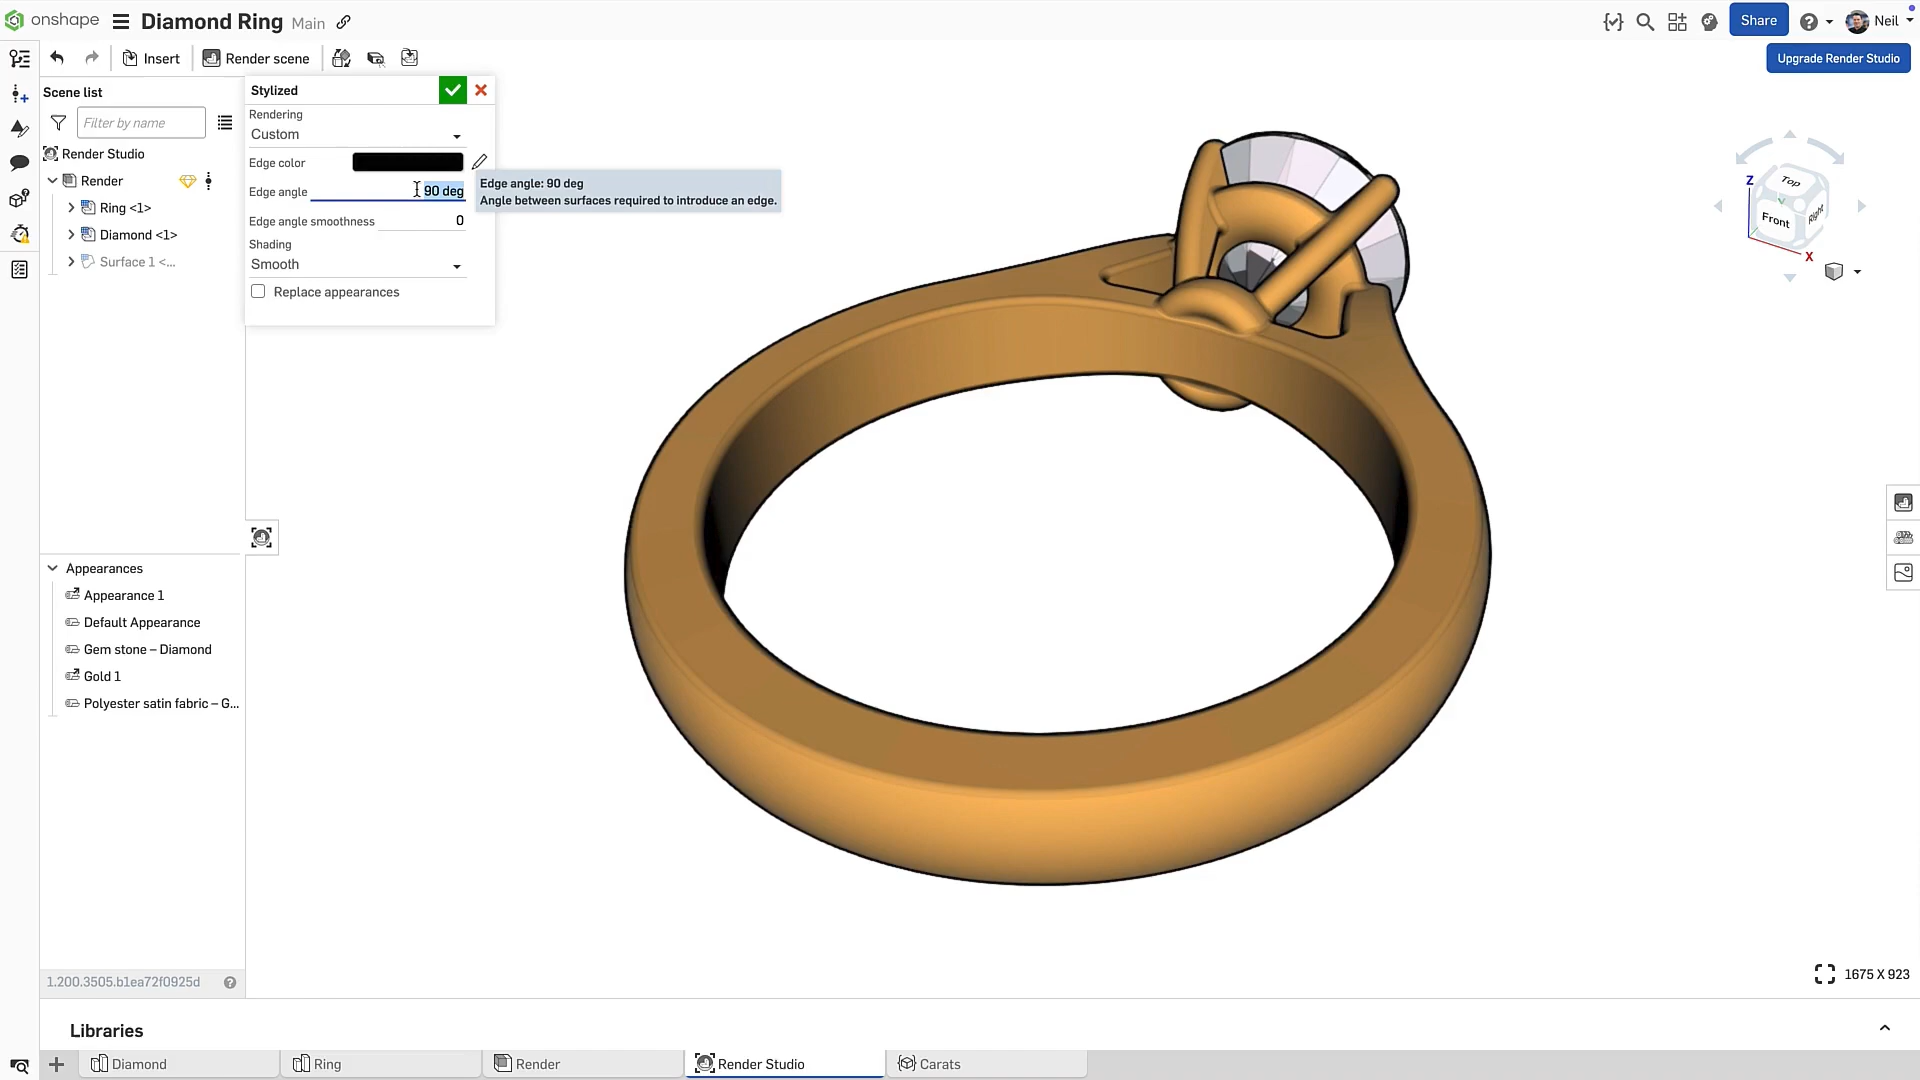 onshape
Diamond Ring Main
Share
Neil
Insert
Render scene
Upgrade Render Studio
Scene list
Filter by name
Render Studio
Render
Ring <1>
Diamond <1>
Surface 1 <...
Stylized
Rendering
Custom
Edge color
Edge angle 90 deg
Edge angle smoothness 0
Shading
Smooth
Replace appearances
Edge angle: 90 deg
Angle between surfaces required to introduce an edge.
Z
Top
Front
Right
X
Y
Appearances
Appearance 1
Default Appearance
Gem stone – Diamond
Gold 1
Polyester satin fabric – G...
1.200.3505.b1ea72f0925d
1675 X 923
Libraries
Diamond
Ring
Render
Render Studio
Carats